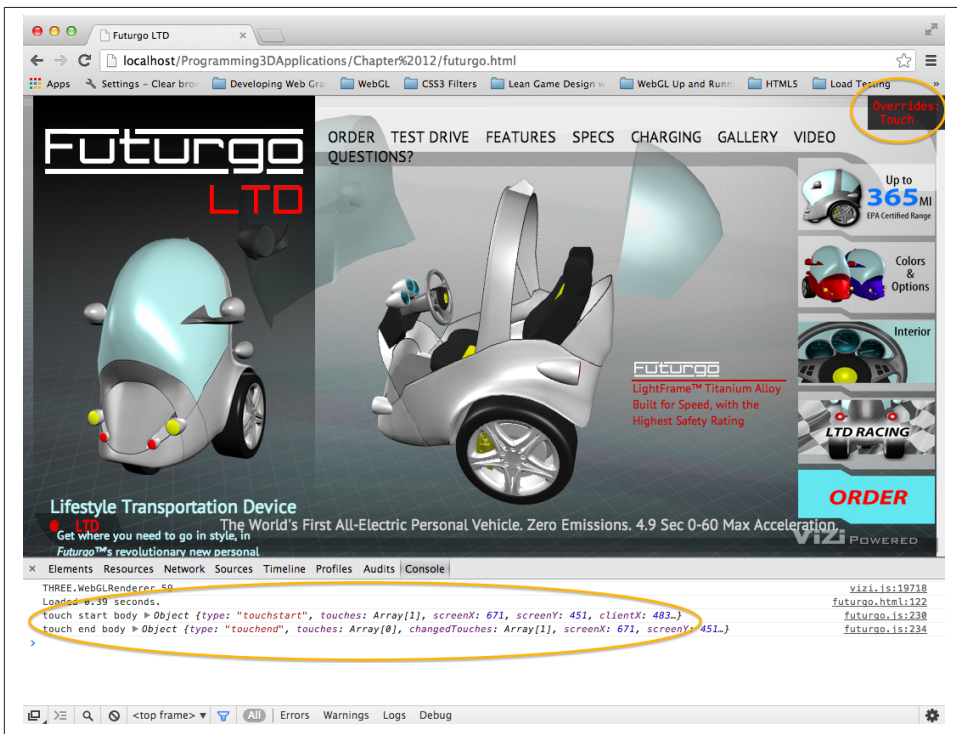 Futurgo LTD
localhost/Programming3DApplications/Chapter%2012/futurgo.html
Apps Settings – Clear brow Developing Web Gra WebGL CSS3 Filters Lean Game Design w WebGL Up and Runn HTML5 Load Testing »
Overrides:
Touch
Futurgo
LTD
ORDER TEST DRIVE FEATURES SPECS CHARGING GALLERY VIDEO
QUESTIONS?
Up to
365 MI
EPA Certified Range
Colors
&
Options
Interior
Futurgo
LightFrame™ Titanium Alloy
Built for Speed, with the
Highest Safety Rating
LTD RACING
ORDER
Lifestyle Transportation Device
LTD
The World's First All-Electric Personal Vehicle. Zero Emissions. 4.9 Sec 0-60 Max Acceleration.
Get where you need to go in style, in
Futurgo™'s revolutionary new personal
VIZI POWERED
× Elements Resources Network Sources Timeline Profiles Audits Console
THREE.WebGLRenderer 59 vizi.js:19718
Loaded 0.39 seconds. futurgo.html:122
touch start body ▶ Object {type: "touchstart", touches: Array[1], screenX: 671, screenY: 451, clientX: 483…} futurgo.js:230
touch end body ▶ Object {type: "touchend", touches: Array[0], changedTouches: Array[1], screenX: 671, screenY: 451…} futurgo.js:234
>
<top frame> ▼ All Errors Warnings Logs Debug